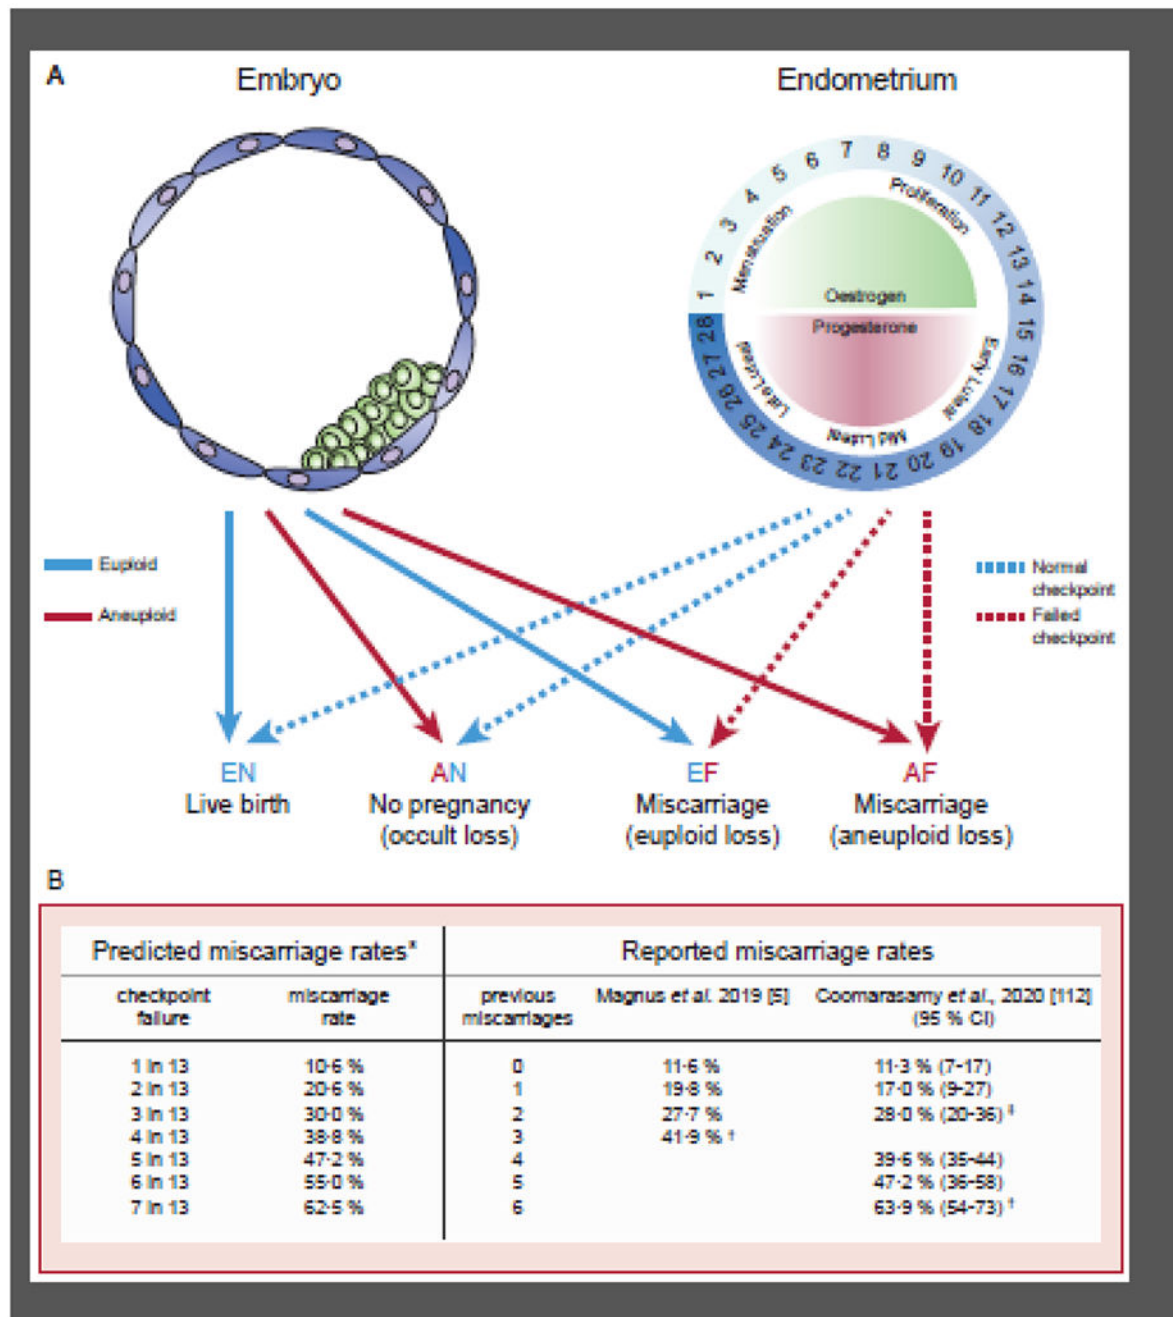 A
Embryo
Endometrium
1 2 3 4 5 6 7 8 9 10 11 12 13 14 15 16 17 18 19 20 21 22 23 24 25 26 27 28
Menstruation
Proliferation
Oestrogen
Progesterone
Early Luteal
Mid Luteal
Late Luteal
Euploid
Aneuploid
Normal
checkpoint
Failed
checkpoint
EN
Live birth
AN
No pregnancy
(occult loss)
EF
Miscarriage
(euploid loss)
AF
Miscarriage
(aneuploid loss)
B
Predicted miscarriage rates* Reported miscarriage rates
checkpoint failure miscarriage rate previous miscarriages Magnus et al. 2019 [5] Coomarasamy et al., 2020 [112] (95 % CI)
1 in 13 10·6 % 0 11·6 % 11·3 % (7-17)
2 in 13 20·6 % 1 19·8 % 17·0 % (9-27)
3 in 13 30·0 % 2 27·7 % 28·0 % (20-36) ‡
4 in 13 38·8 % 3 41·9 % †
5 in 13 47·2 % 4 39·6 % (35-44)
6 in 13 55·0 % 5 47·2 % (36-58)
7 in 13 62·5 % 6 63·9 % (54-73) †